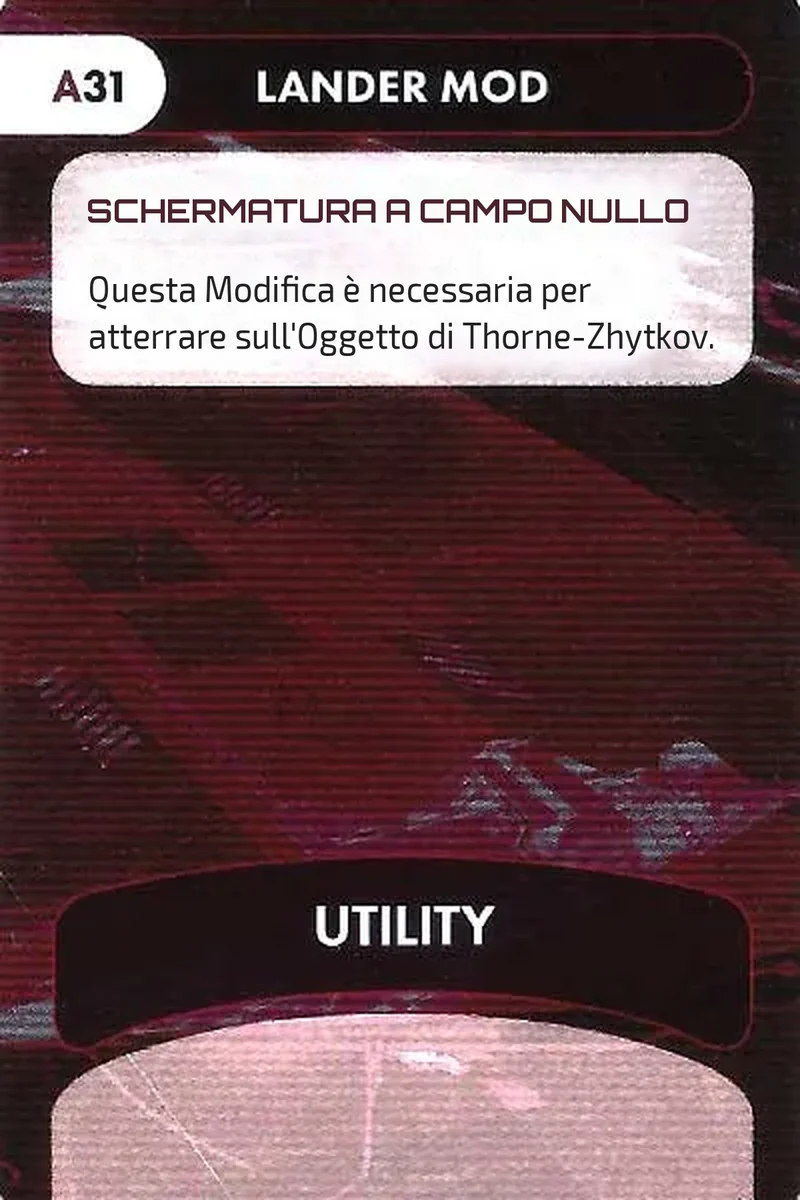 A31
LANDER MOD
SCHERMATURA A CAMPO NULLO
Questa Modifica è necessaria per
atterrare sull'Oggetto di Thorne-Zhytkov.
UTILITY